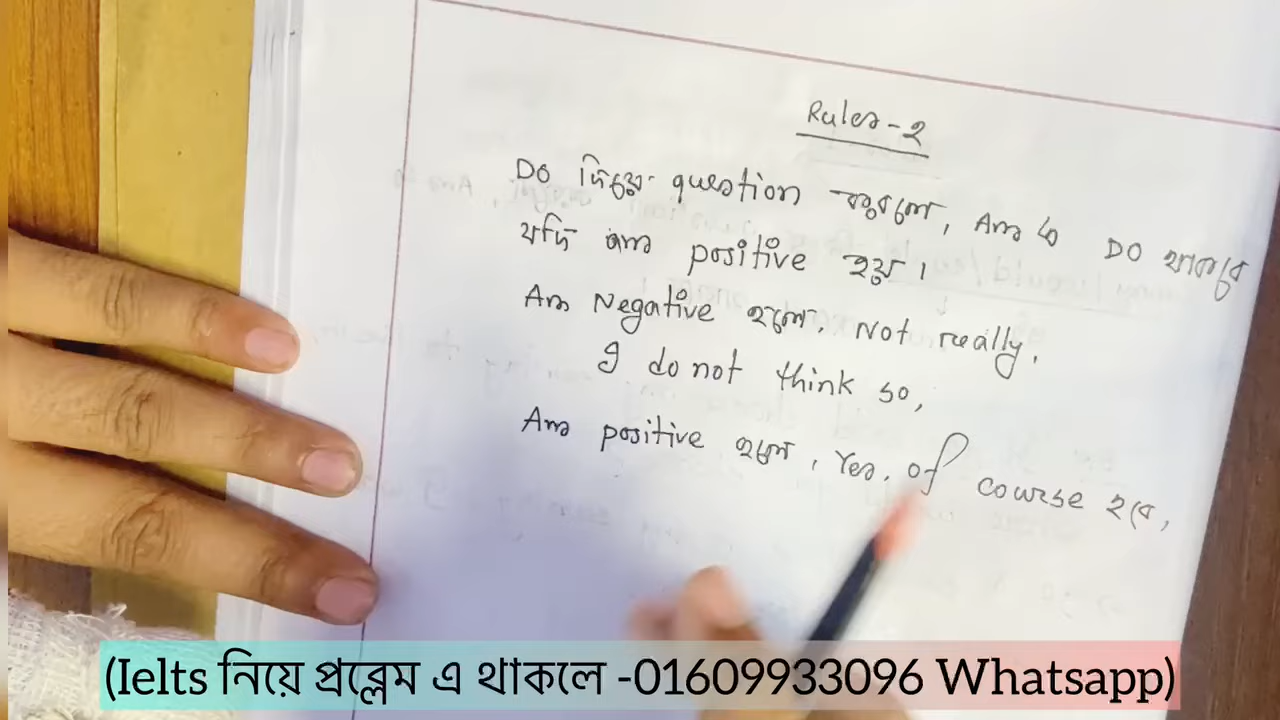 Rules-২
DO দিয়ে question করলে, Ans এ DO থাকবে
যদি ans positive হয়।
Ans Negative হলে, Not really.
I do not think so,
Ans positive হলে, Yes, of course হবে,
(Ielts নিয়ে প্রব্লেম এ থাকলে -01609933096 Whatsapp)